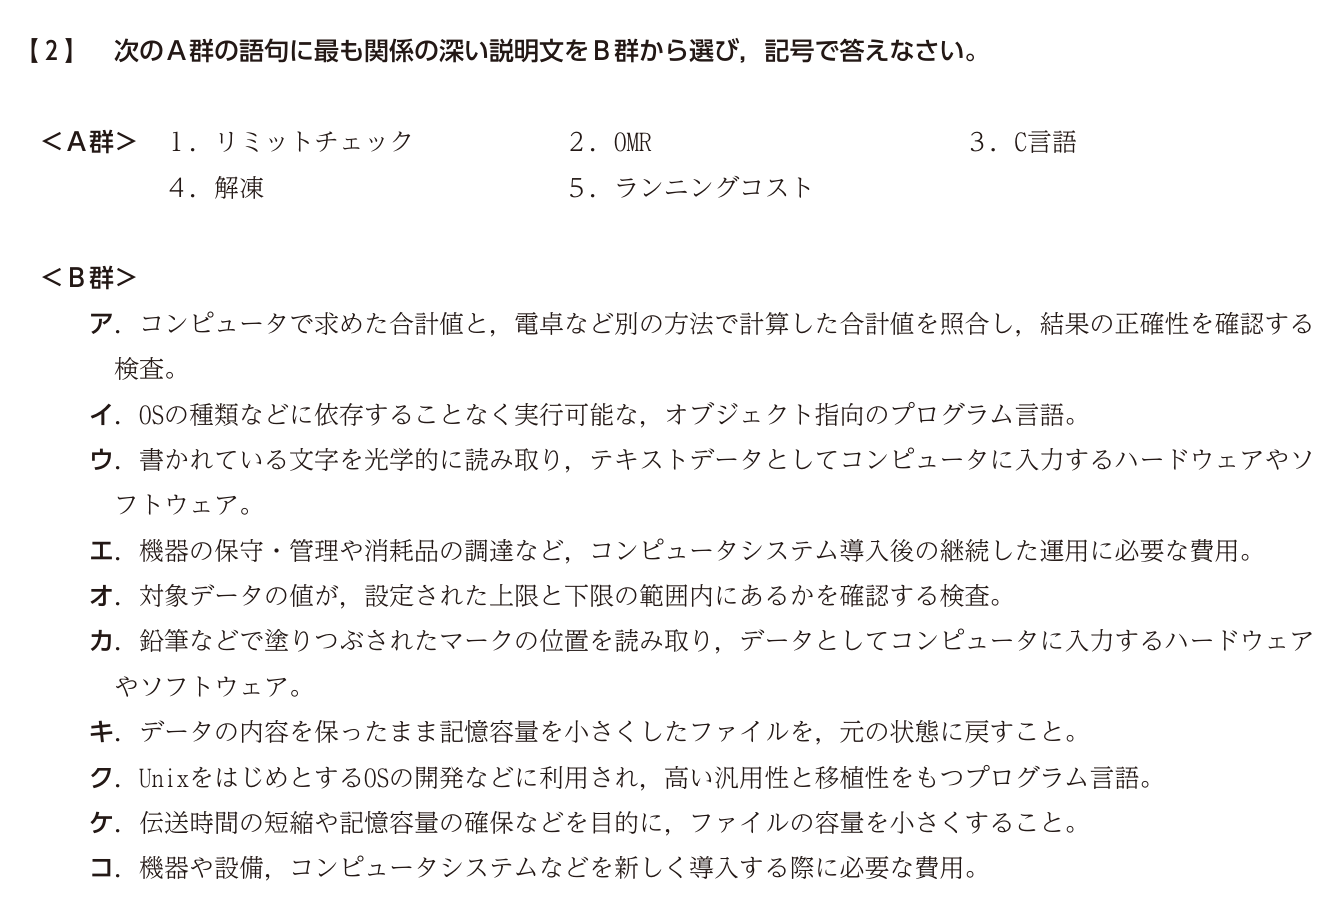 【2】 次のA群の語句に最も関係の深い説明文をB群から選び，記号で答えなさい。
＜A群＞ 1．リミットチェック 2．OMR 3．C言語
4．解凍 5．ランニングコスト
＜B群＞
ア．コンピュータで求めた合計値と，電卓など別の方法で計算した合計値を照合し，結果の正確性を確認する
検査。
イ．OSの種類などに依存することなく実行可能な，オブジェクト指向のプログラム言語。
ウ．書かれている文字を光学的に読み取り，テキストデータとしてコンピュータに入力するハードウェアやソ
フトウェア。
エ．機器の保守・管理や消耗品の調達など，コンピュータシステム導入後の継続した運用に必要な費用。
オ．対象データの値が，設定された上限と下限の範囲内にあるかを確認する検査。
カ．鉛筆などで塗りつぶされたマークの位置を読み取り，データとしてコンピュータに入力するハードウェア
やソフトウェア。
キ．データの内容を保ったまま記憶容量を小さくしたファイルを，元の状態に戻すこと。
ク．UnixをはじめとするOSの開発などに利用され，高い汎用性と移植性をもつプログラム言語。
ケ．伝送時間の短縮や記憶容量の確保などを目的に，ファイルの容量を小さくすること。
コ．機器や設備，コンピュータシステムなどを新しく導入する際に必要な費用。